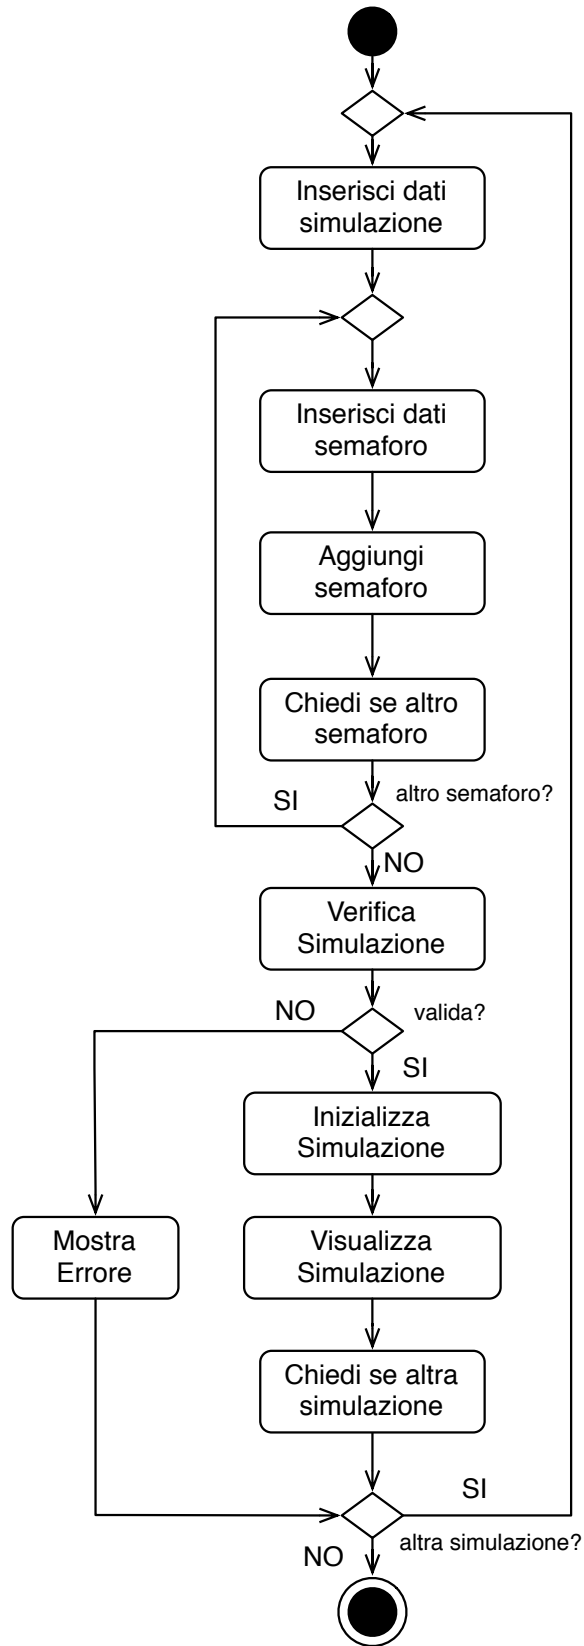 Inserisci dati
simulazione
Inserisci dati
semaforo
Aggiungi
semaforo
Chiedi se altro
semaforo
SI
altro semaforo?
NO
Verifica
Simulazione
NO
valida?
SI
Inizializza
Simulazione
Mostra
Errore
Visualizza
Simulazione
Chiedi se altra
simulazione
SI
altra simulazione?
NO